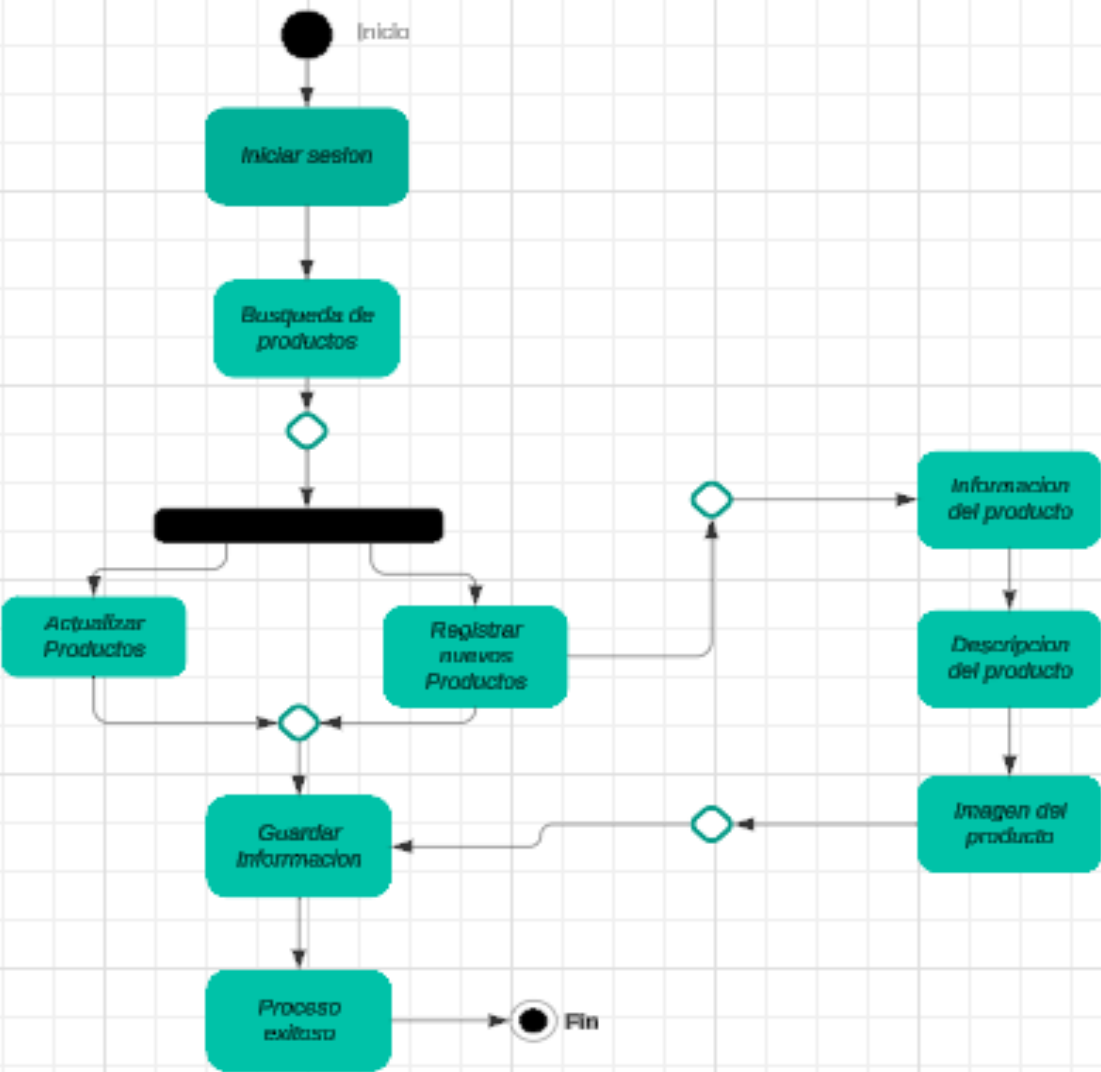 Inicio
Iniciar sesion
Busqueda de
productos
Informacion
del producto
Actualizar
Productos
Registrar
nuevos
Productos
Descripcion
del producto
Imagen del
producto
Guardar
Informacion
Proceso
exitoso
Fin